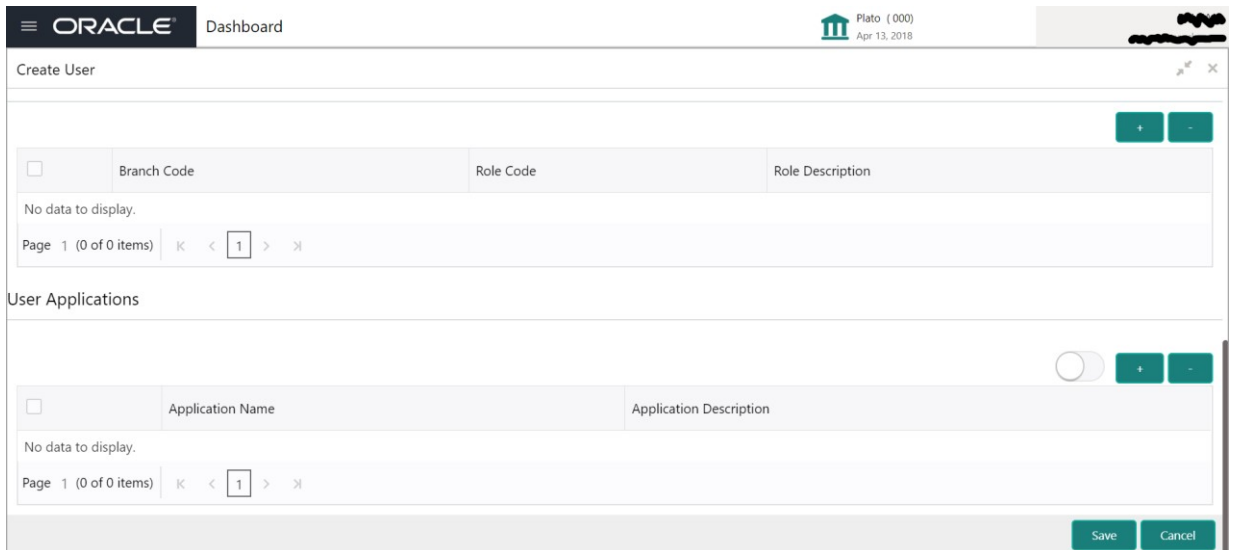 ORACLE Dashboard Plato (000)
Apr 13, 2018
Create User
+ -
Branch Code Role Code Role Description
No data to display.
Page 1 (0 of 0 items) 1
User Applications
+ -
Application Name Application Description
No data to display.
Page 1 (0 of 0 items) 1
Save Cancel